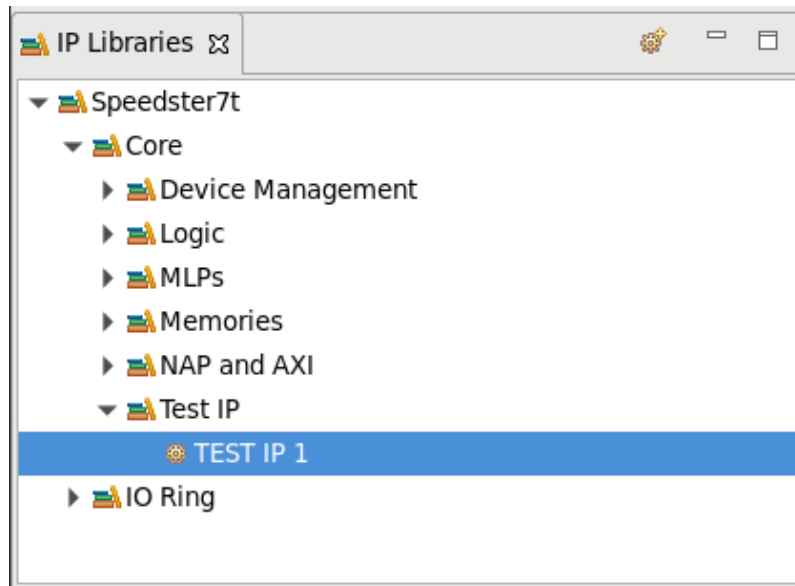 IP Libraries
Speedster7t
Core
Device Management
Logic
MLPs
Memories
NAP and AXI
Test IP
TEST IP 1
IO Ring